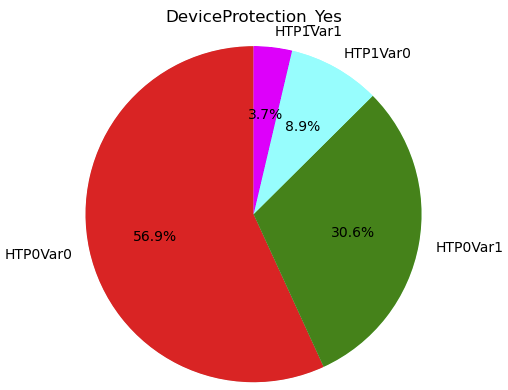 DeviceProtection_Yes
HTP1Var1
HTP1Var0
3.7%
8.9%
56.9%
30.6%
HTP0Var0
HTP0Var1